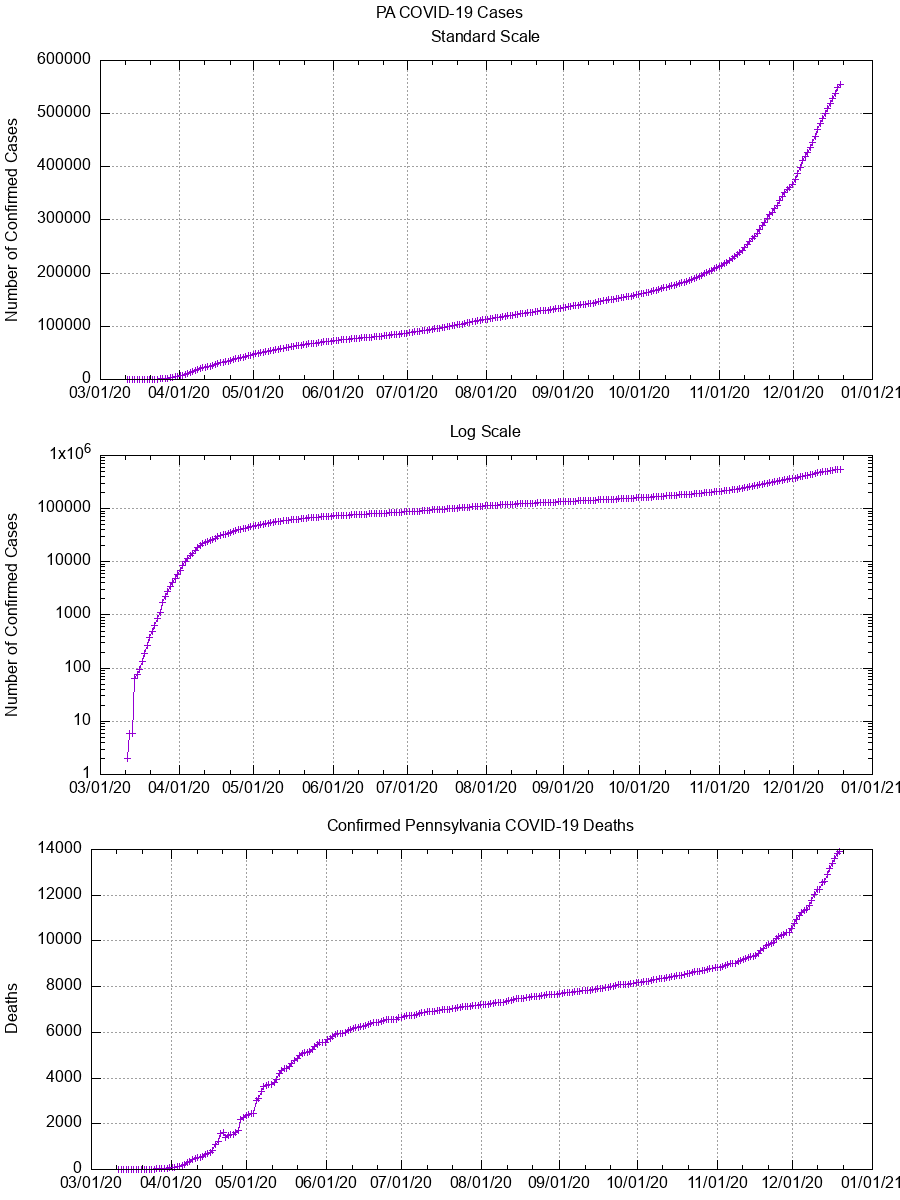 PA COVID-19 Cases
Standard Scale
Number of Confirmed Cases
600000
500000
400000
300000
200000
100000
0
03/01/20 04/01/20 05/01/20 06/01/20 07/01/20 08/01/20 09/01/20 10/01/20 11/01/20 12/01/20 01/01/21
Log Scale
Number of Confirmed Cases
1x10⁶
100000
10000
1000
100
10
1
03/01/20 04/01/20 05/01/20 06/01/20 07/01/20 08/01/20 09/01/20 10/01/20 11/01/20 12/01/20 01/01/21
Confirmed Pennsylvania COVID-19 Deaths
Deaths
14000
12000
10000
8000
6000
4000
2000
0
03/01/20 04/01/20 05/01/20 06/01/20 07/01/20 08/01/20 09/01/20 10/01/20 11/01/20 12/01/20 01/01/21